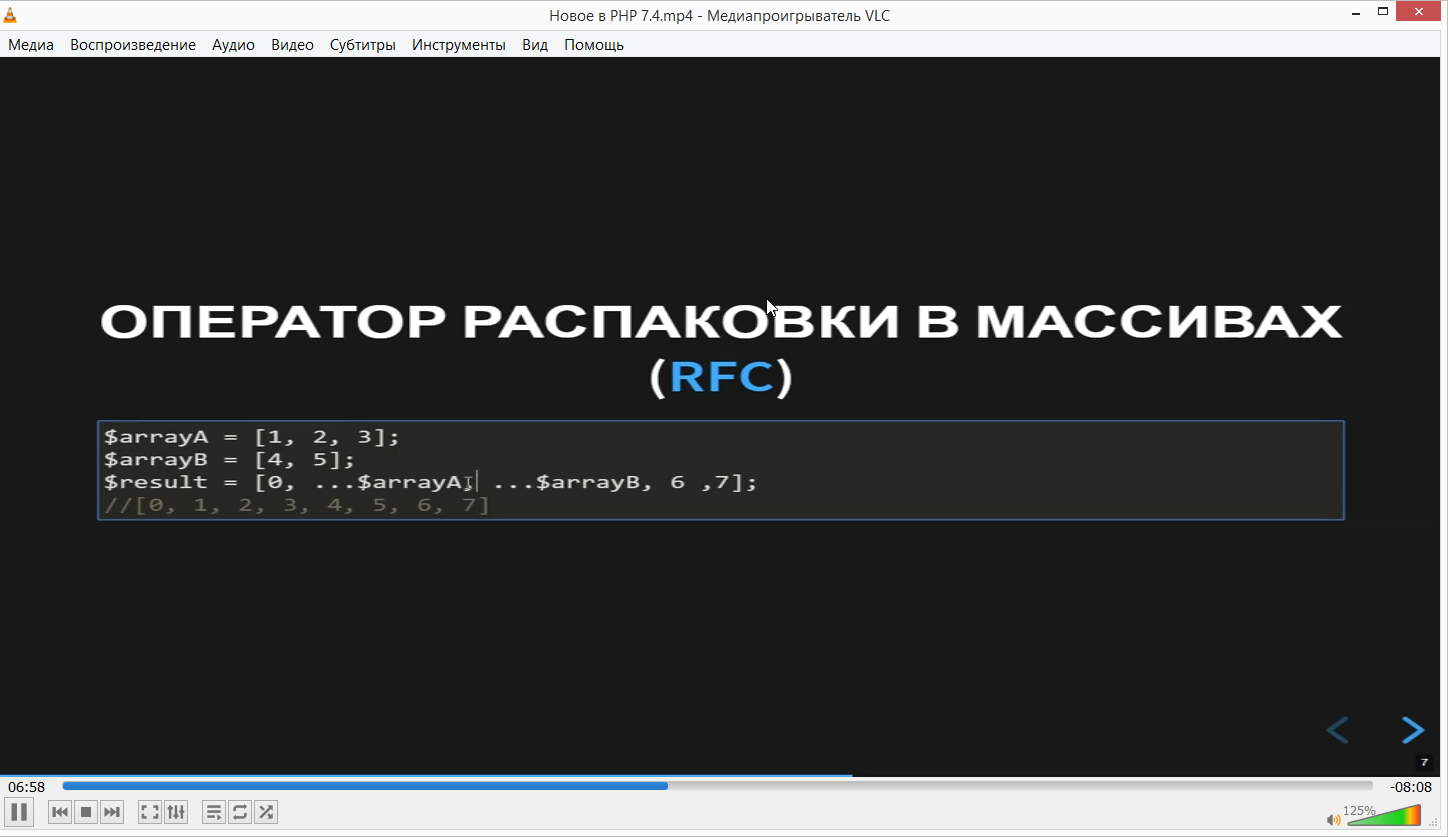 Новое в PHP 7.4.mp4 - Медиапроигрыватель VLC
Медиа Воспроизведение Аудио Видео Субтитры Инструменты Вид Помощь
ОПЕРАТОР РАСПАКОВКИ В МАССИВАХ
(RFC)
$arrayA = [1, 2, 3];
$arrayB = [4, 5];
$result = [0, ...$arrayA, ...$arrayB, 6 ,7];
//[0, 1, 2, 3, 4, 5, 6, 7]
7
06:58 -08:08
125%